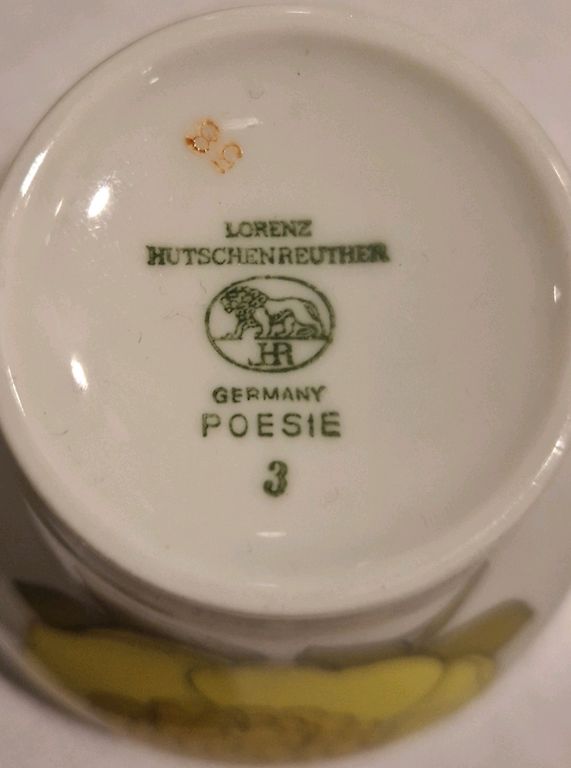 LORENZ
HUTSCHENREUTHER
HR
GERMANY
POESIE
3